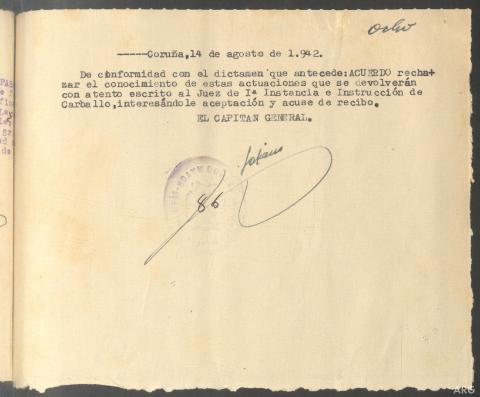 ocho
-----Coruña,14 de agosto de 1.942.
De conformidad con el dictamen que antecede:ACUERDO recha-
zar el conocimiento de estas actuaciones que se devolverán
con atento escrito al Juez de Iª Instancia e Instrucción de
Carballo,interesándole aceptación y acuse de recibo.
EL CAPITAN GENERAL.
86
ARG